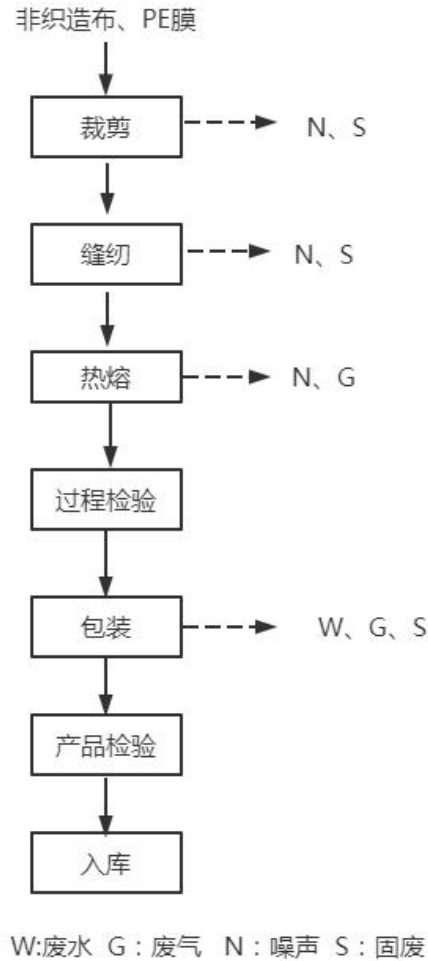 非织造布、PE膜
裁剪
N、S
缝纫
N、S
热熔
N、G
过程检验
包装
W、G、S
产品检验
入库
W:废水 G：废气 N：噪声 S：固废